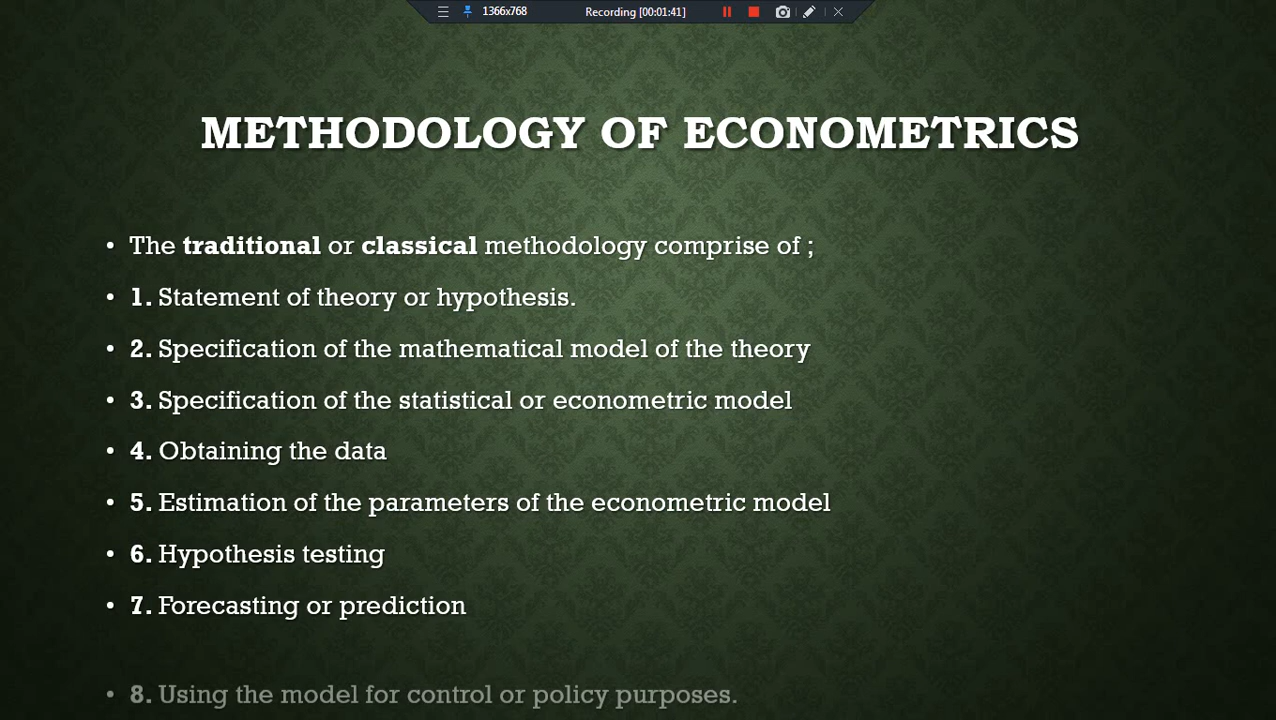 1366x768 Recording [00:01:41]
METHODOLOGY OF ECONOMETRICS
• The traditional or classical methodology comprise of ;
• 1. Statement of theory or hypothesis.
• 2. Specification of the mathematical model of the theory
• 3. Specification of the statistical or econometric model
• 4. Obtaining the data
• 5. Estimation of the parameters of the econometric model
• 6. Hypothesis testing
• 7. Forecasting or prediction
• 8. Using the model for control or policy purposes.